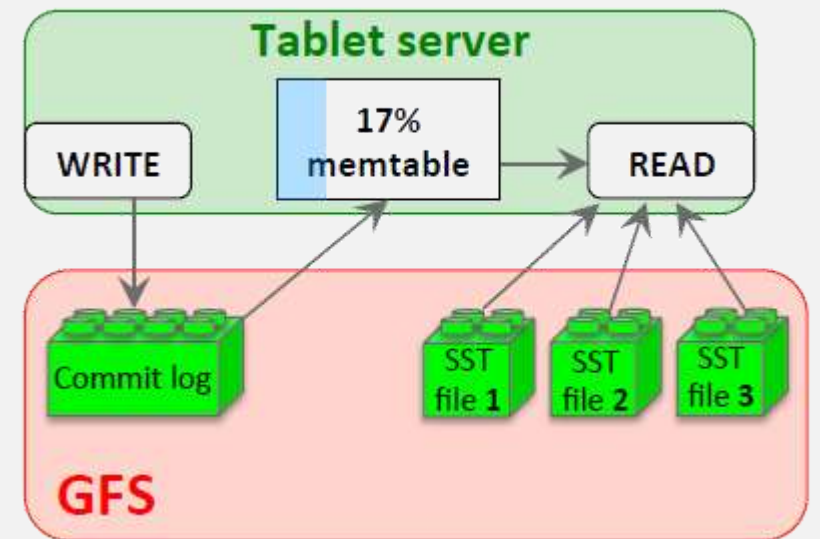 Tablet server
WRITE
17%
memtable
READ
Commit log
SST
file 1
SST
file 2
SST
file 3
GFS